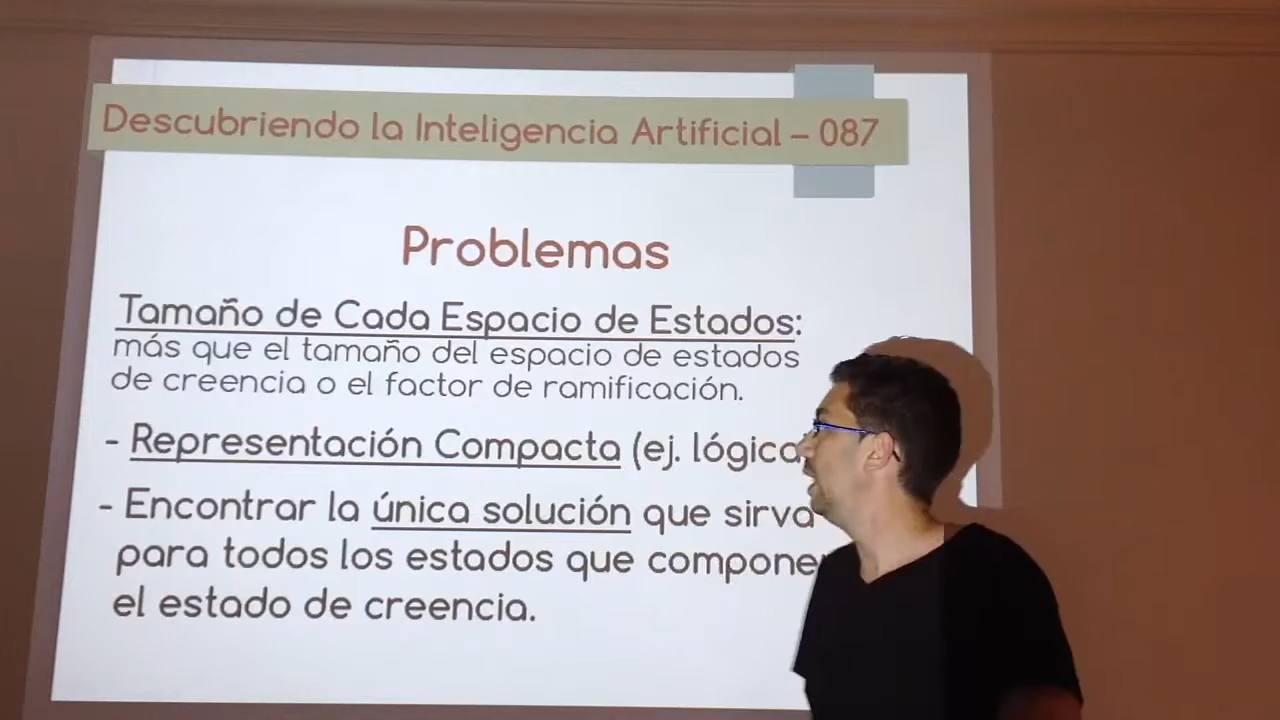 Descubriendo la Inteligencia Artificial – 087
Problemas
Tamaño de Cada Espacio de Estados:
más que el tamaño del espacio de estados
de creencia o el factor de ramificación.
- Representación Compacta (ej. lógica
- Encontrar la única solución que sirva
para todos los estados que
el estado de creencia.